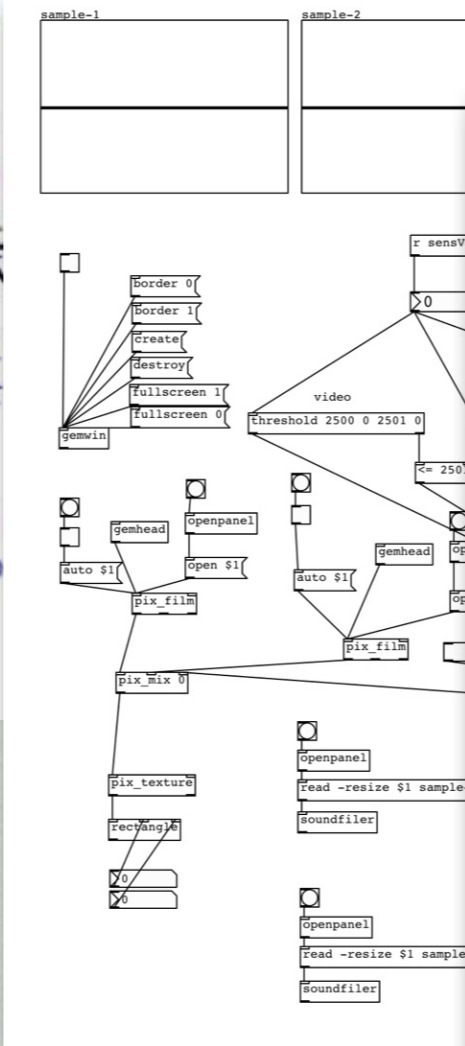 sample-1
sample-2
r sensV
0
border 0
border 1
create
destroy
fullscreen 1
fullscreen 0
gemwin
video
threshold 2500 0 2501 0
<= 250
openpanel
gemhead
auto $1
open $1
pix_film
gemhead
auto $1
op
op
pix_film
pix_mix 0
pix_texture
rectangle
0
0
openpanel
read -resize $1 sample-
soundfiler
openpanel
read -resize $1 sample
soundfiler